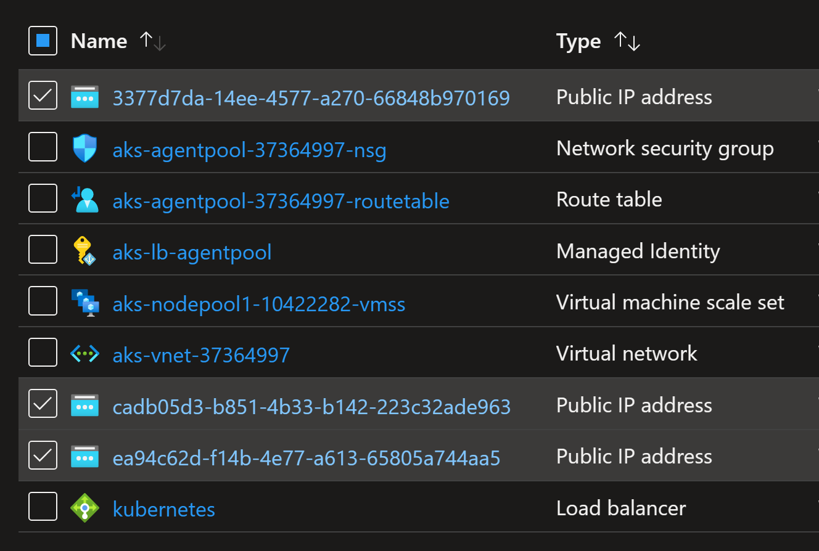 Name ↑↓ Type ↑↓
3377d7da-14ee-4577-a270-66848b970169 Public IP address
aks-agentpool-37364997-nsg Network security group
aks-agentpool-37364997-routetable Route table
aks-lb-agentpool Managed Identity
aks-nodepool1-10422282-vmss Virtual machine scale set
aks-vnet-37364997 Virtual network
cadb05d3-b851-4b33-b142-223c32ade963 Public IP address
ea94c62d-f14b-4e77-a613-65805a744aa5 Public IP address
kubernetes Load balancer